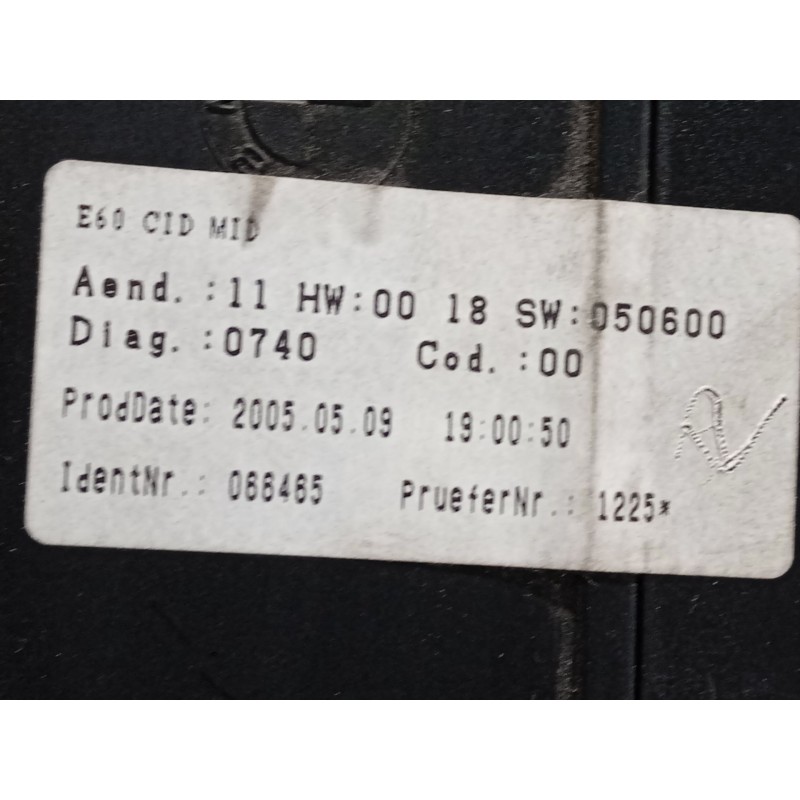 E60 CID MID
Aend.:11 HW:00 18 SW:050600
Diag.:0740 Cod.:00
ProdDate: 2005.05.09 19:00:50
IdentNr.: 066465 PrueferNr.: 1225*